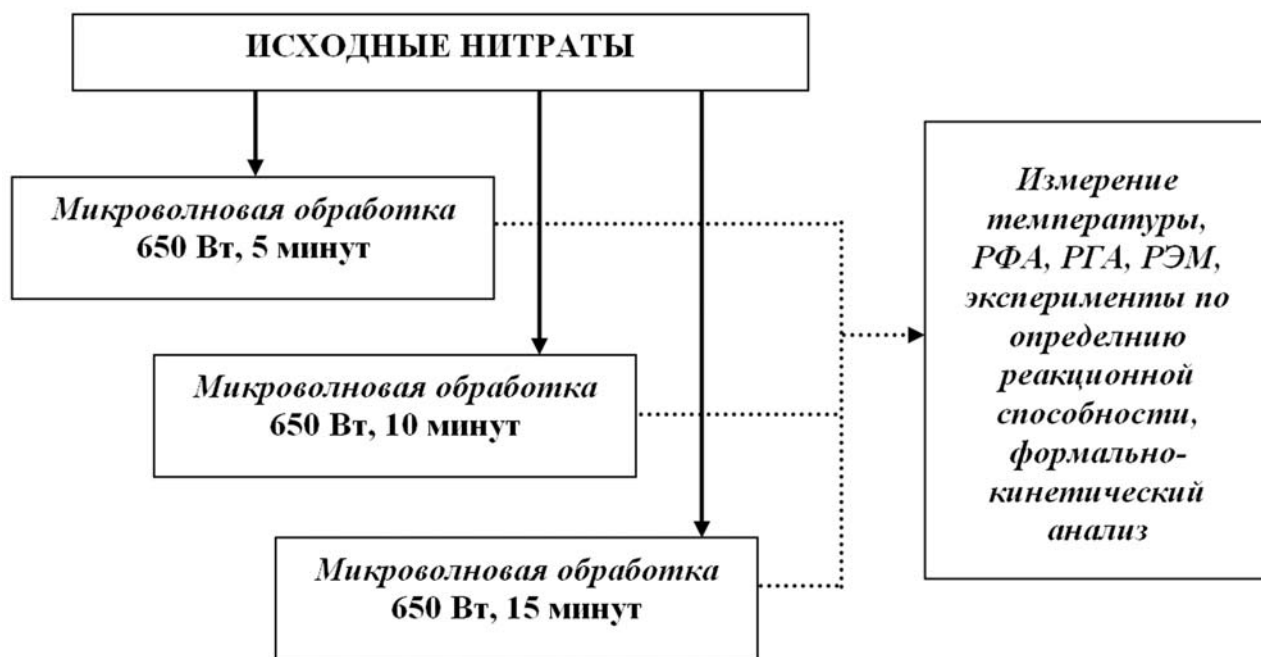 ИСХОДНЫЕ НИТРАТЫ
Микроволновая обработка
650 Вт, 5 минут
Микроволновая обработка
650 Вт, 10 минут
Микроволновая обработка
650 Вт, 15 минут
Измерение
температуры,
РФА, РГА, РЭМ,
эксперименты по
определнию
реакционной
способности,
формально-
кинетический
анализ